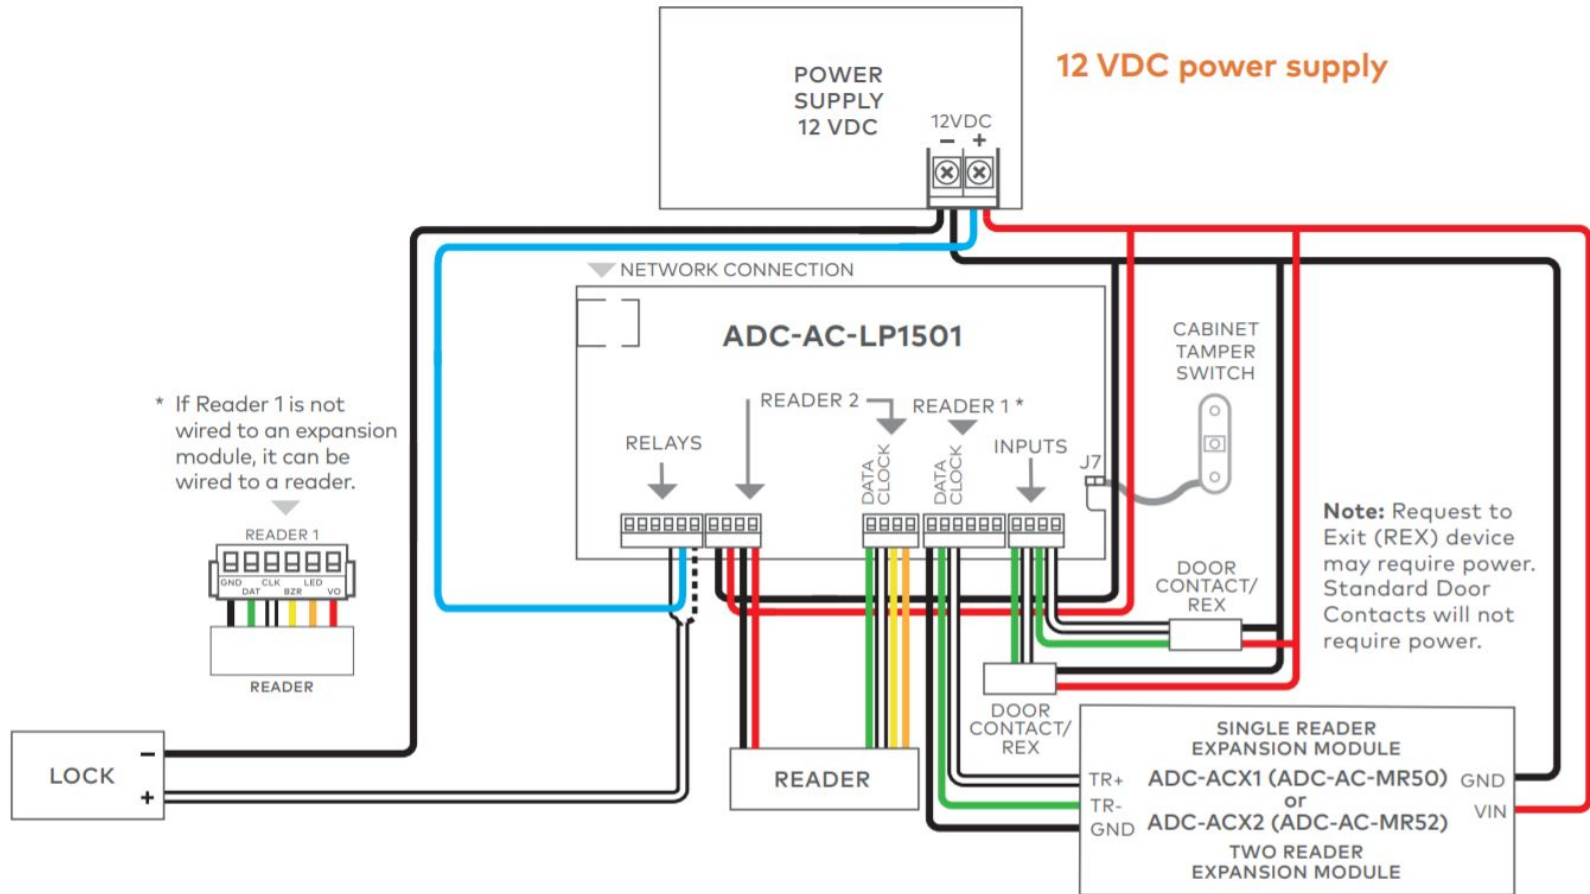 12 VDC power supply
POWER
SUPPLY
12 VDC
12VDC
− +
NETWORK CONNECTION
ADC-AC-LP1501
CABINET
TAMPER
SWITCH
* If Reader 1 is not
wired to an expansion
module, it can be
wired to a reader.
READER 2
READER 1 *
RELAYS
DATA
CLOCK
DATA
CLOCK
INPUTS
J7
READER 1
GND CLK LED
DAT BZR VO
READER
Note: Request to
Exit (REX) device
may require power.
Standard Door
Contacts will not
require power.
DOOR
CONTACT/
REX
DOOR
CONTACT/
REX
LOCK
−
+
READER
SINGLE READER
EXPANSION MODULE
TR+ ADC-ACX1 (ADC-AC-MR50) GND
or
TR- VIN
GND ADC-ACX2 (ADC-AC-MR52)
TWO READER
EXPANSION MODULE